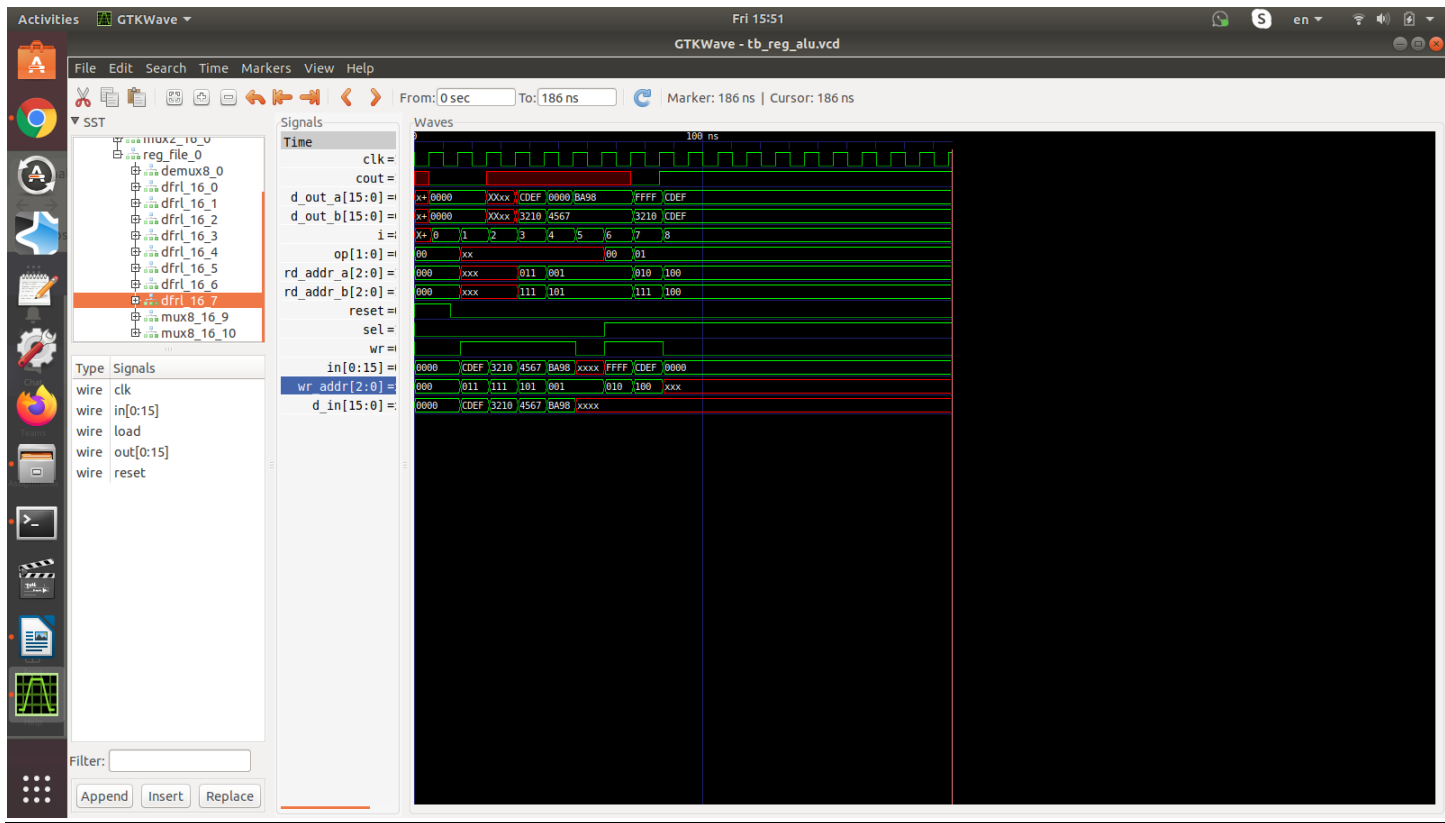 Activities GTKWave Fri 15:51 S en
GTKWave - tb_reg_alu.vcd
File Edit Search Time Markers View Help
From: 0 sec To: 186 ns Marker: 186 ns | Cursor: 186 ns
SST
mux2_16_0
reg_file_0
demux8_0
dfrl_16_0
dfrl_16_1
dfrl_16_2
dfrl_16_3
dfrl_16_4
dfrl_16_5
dfrl_16_6
dfrl_16_7
mux8_16_9
mux8_16_10
Type Signals
wire clk
wire in[0:15]
wire load
wire out[0:15]
wire reset
Filter:
Append Insert Replace
Signals
Time
clk =
cout =
d_out_a[15:0] =
d_out_b[15:0] =
i =
op[1:0] =
rd_addr_a[2:0] =
rd_addr_b[2:0] =
reset =
sel =
wr =
in[0:15] =
wr_addr[2:0] =
d_in[15:0] =
Waves
100 ns
x+ 0000 XXxx CDEF 0000 BA98 FFFF CDEF
x+ 0000 XXxx 3210 4567 3210 CDEF
X+ 0 1 2 3 4 5 6 7 8
00 xx 00 01
000 xxx 011 001 010 100
000 xxx 111 101 111 100
0000 CDEF 3210 4567 BA98 xxxx FFFF CDEF 0000
000 011 111 101 001 010 100 xxx
0000 CDEF 3210 4567 BA98 xxxx